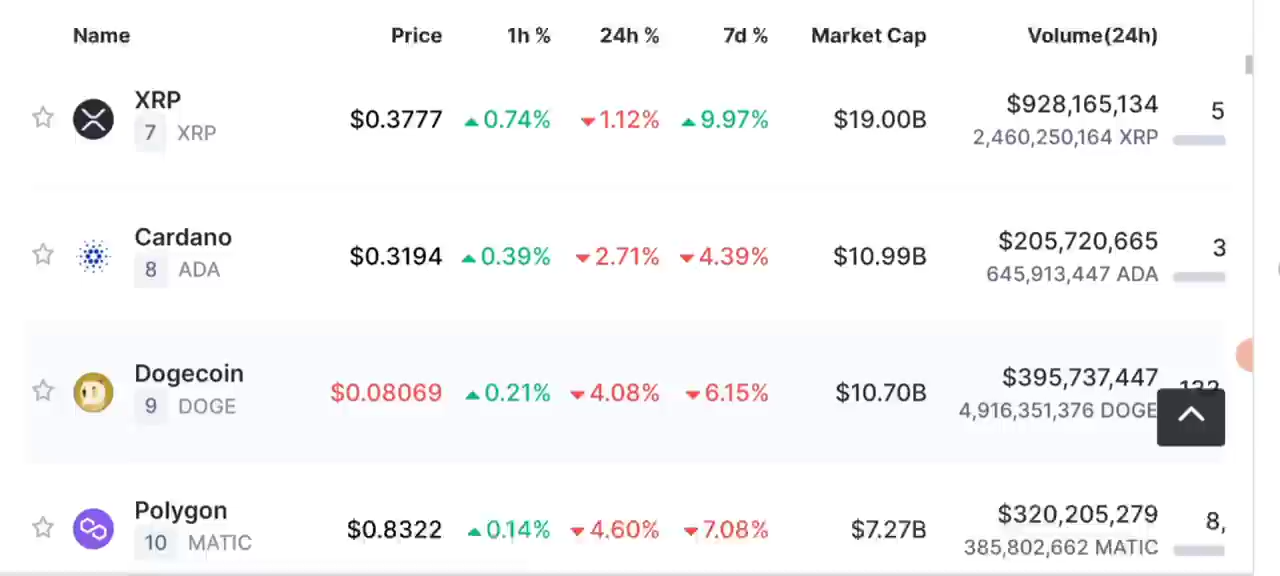 Name Price 1h % 24h % 7d % Market Cap Volume(24h)
XRP
7 XRP $0.3777 0.74% 1.12% 9.97% $19.00B $928,165,134 5
2,460,250,164 XRP
Cardano
8 ADA $0.3194 0.39% 2.71% 4.39% $10.99B $205,720,665 3
645,913,447 ADA
Dogecoin
9 DOGE $0.08069 0.21% 4.08% 6.15% $10.70B $395,737,447
4,916,351,376 DOGE
Polygon
10 MATIC $0.8322 0.14% 4.60% 7.08% $7.27B $320,205,279 8,
385,802,662 MATIC